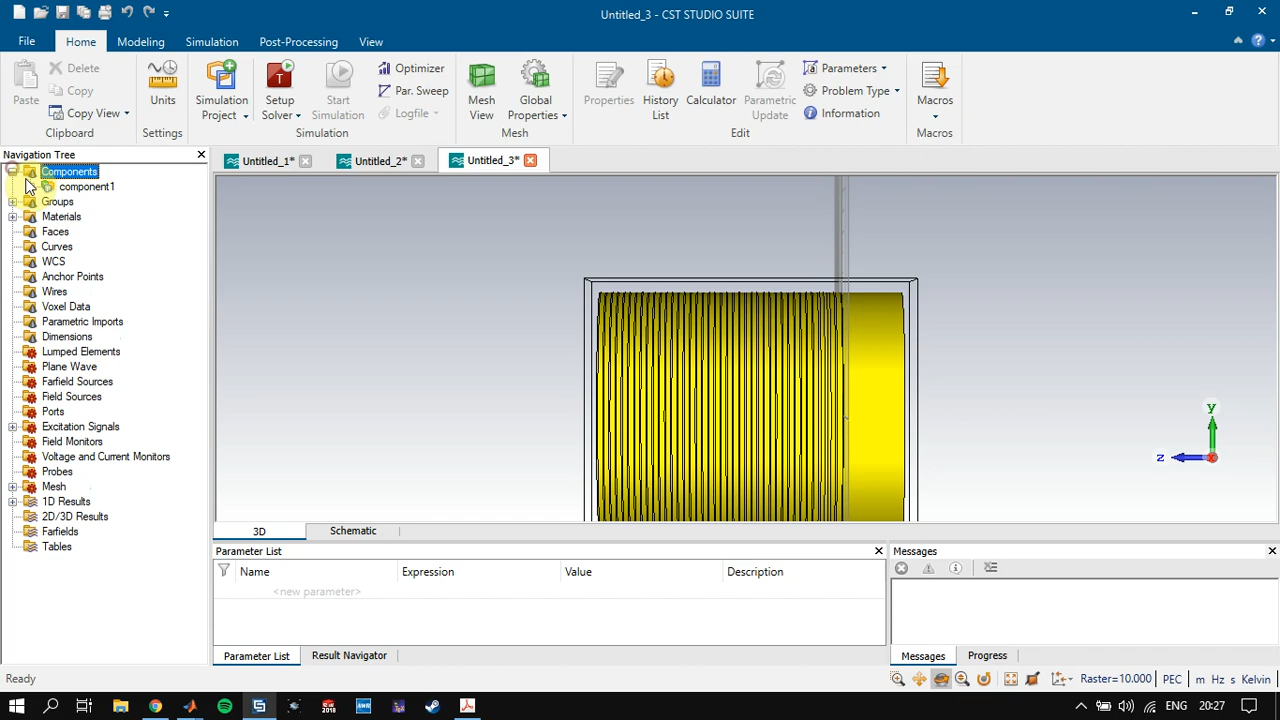 Untitled_3 - CST STUDIO SUITE
File
Home
Modeling
Simulation
Post-Processing
View
Paste
Delete
Copy
Copy View
Clipboard
Units
Settings
Simulation
Project
Setup
Solver
Start
Simulation
Optimizer
Par. Sweep
Logfile
Simulation
Mesh
View
Global
Properties
Mesh
Properties
History
List
Calculator
Parametric
Update
Parameters
Problem Type
Information
Edit
Macros
Macros
Navigation Tree
Untitled_1*
Untitled_2*
Untitled_3*
Components
component1
Groups
Materials
Faces
Curves
WCS
Anchor Points
Wires
Voxel Data
Parametric Imports
Dimensions
Lumped Elements
Plane Wave
Farfield Sources
Field Sources
Ports
Excitation Signals
Field Monitors
Voltage and Current Monitors
Probes
Mesh
1D Results
2D/3D Results
Farfields
Tables
y
z
3D
Schematic
Parameter List
Name
Expression
Value
Description
<new parameter>
Parameter List
Result Navigator
Messages
Messages
Progress
Ready
Raster=10.000
PEC
m Hz s Kelvin
2018
AWR
ENG
20:27